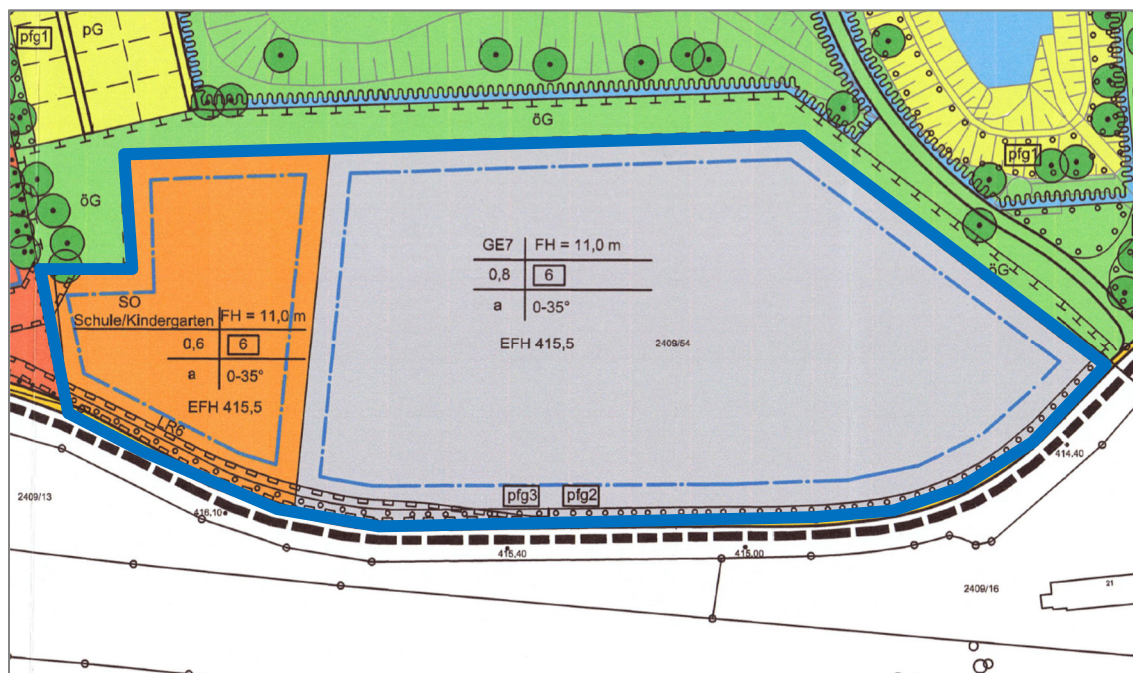 pfg1
pG
öG
pfg1
öG
öG
GE7 FH = 11,0 m
0,8 6
a 0-35°
EFH 415,5
2409/54
SO
Schule/Kindergarten FH = 11,0 m
0,6 6
a 0-35°
EFH 415,5
LR6
pfg3 pfg2
414,40
2409/13
416,10
415,40
415,00
2409/16
21